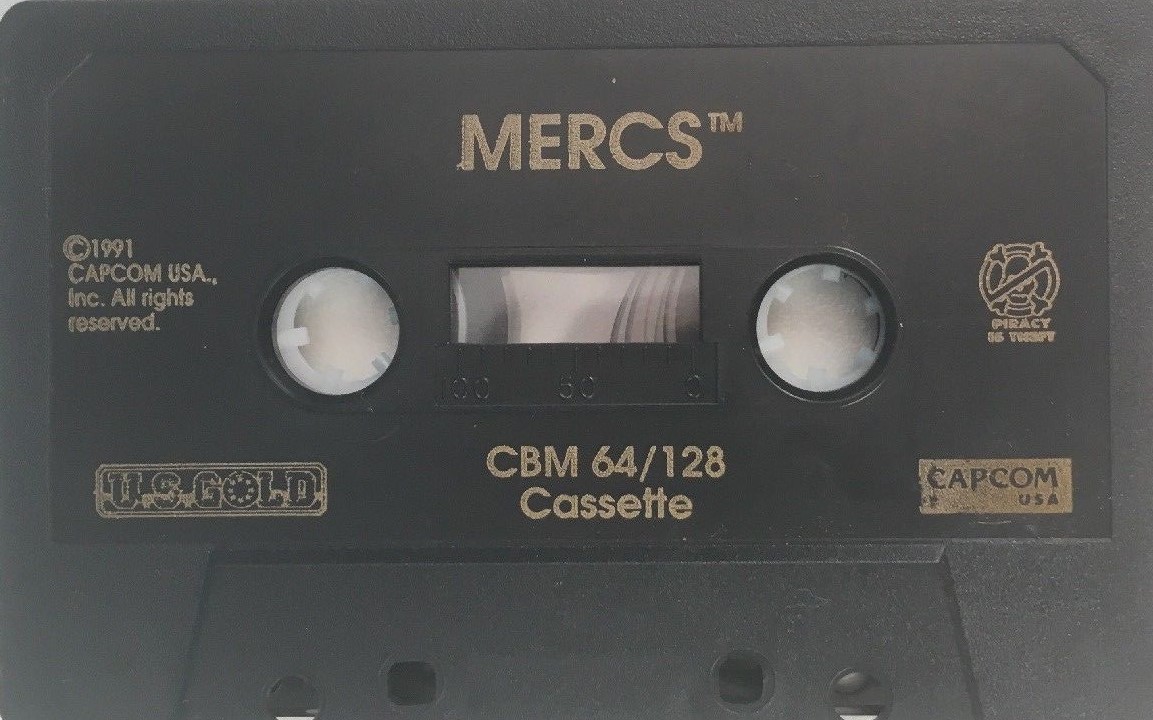 MERCS™
©1991
CAPCOM USA.,
Inc. All rights
reserved.
PIRACY
IS THEFT
100 50 0
U.S.GOLD
CBM 64/128
Cassette
CAPCOM
USA